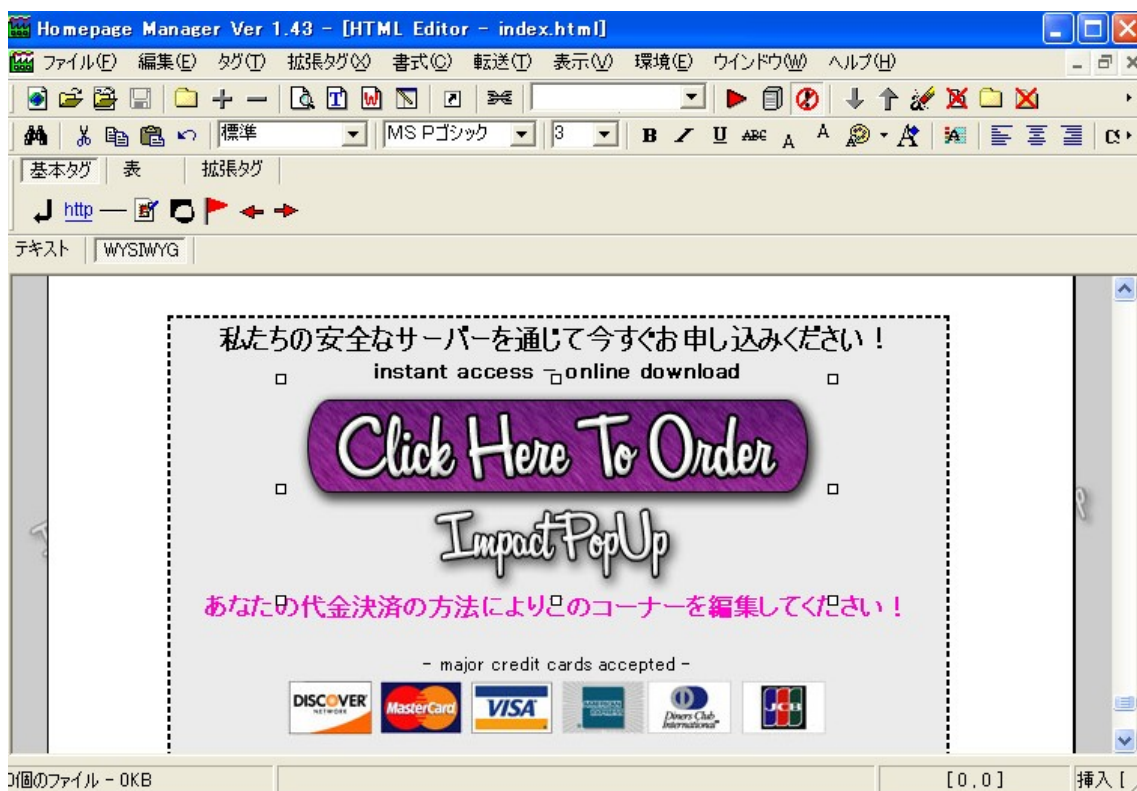 Homepage Manager Ver 1.43 - [HTML Editor - index.html]
ファイル(F) 編集(E) タグ(T) 拡張タグ(X) 書式(C) 転送(T) 表示(V) 環境(E) ウインドウ(W) ヘルプ(H)
標準 MS Pゴシック 3 B U ABC A A
基本タグ 表 拡張タグ
http
テキスト WYSIWYG
私たちの安全なサーバーを通じて今すぐお申し込みください！
instant access - online download
Click Here To Order
Impact PopUp
あなたの代金決済の方法によりこのコーナーを編集してください！
- major credit cards accepted -
DISCOVER NETWORK MasterCard VISA AMERICAN EXPRESS Diners Club International JCB
個のファイル - 0KB [0,0] 挿入 [